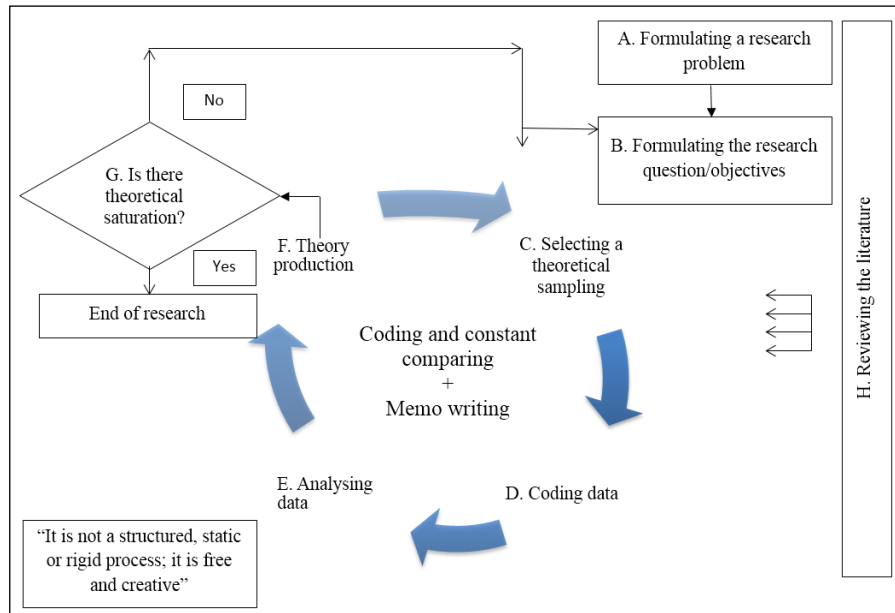 A. Formulating a research
problem
No
B. Formulating the research
question/objectives
G. Is there
theoretical
saturation?
F. Theory
production
C. Selecting a
theoretical
sampling
Yes
End of research
Coding and constant
comparing
+
Memo writing
E. Analysing
data
D. Coding data
“It is not a structured, static
or rigid process; it is free
and creative”
H. Reviewing the literature